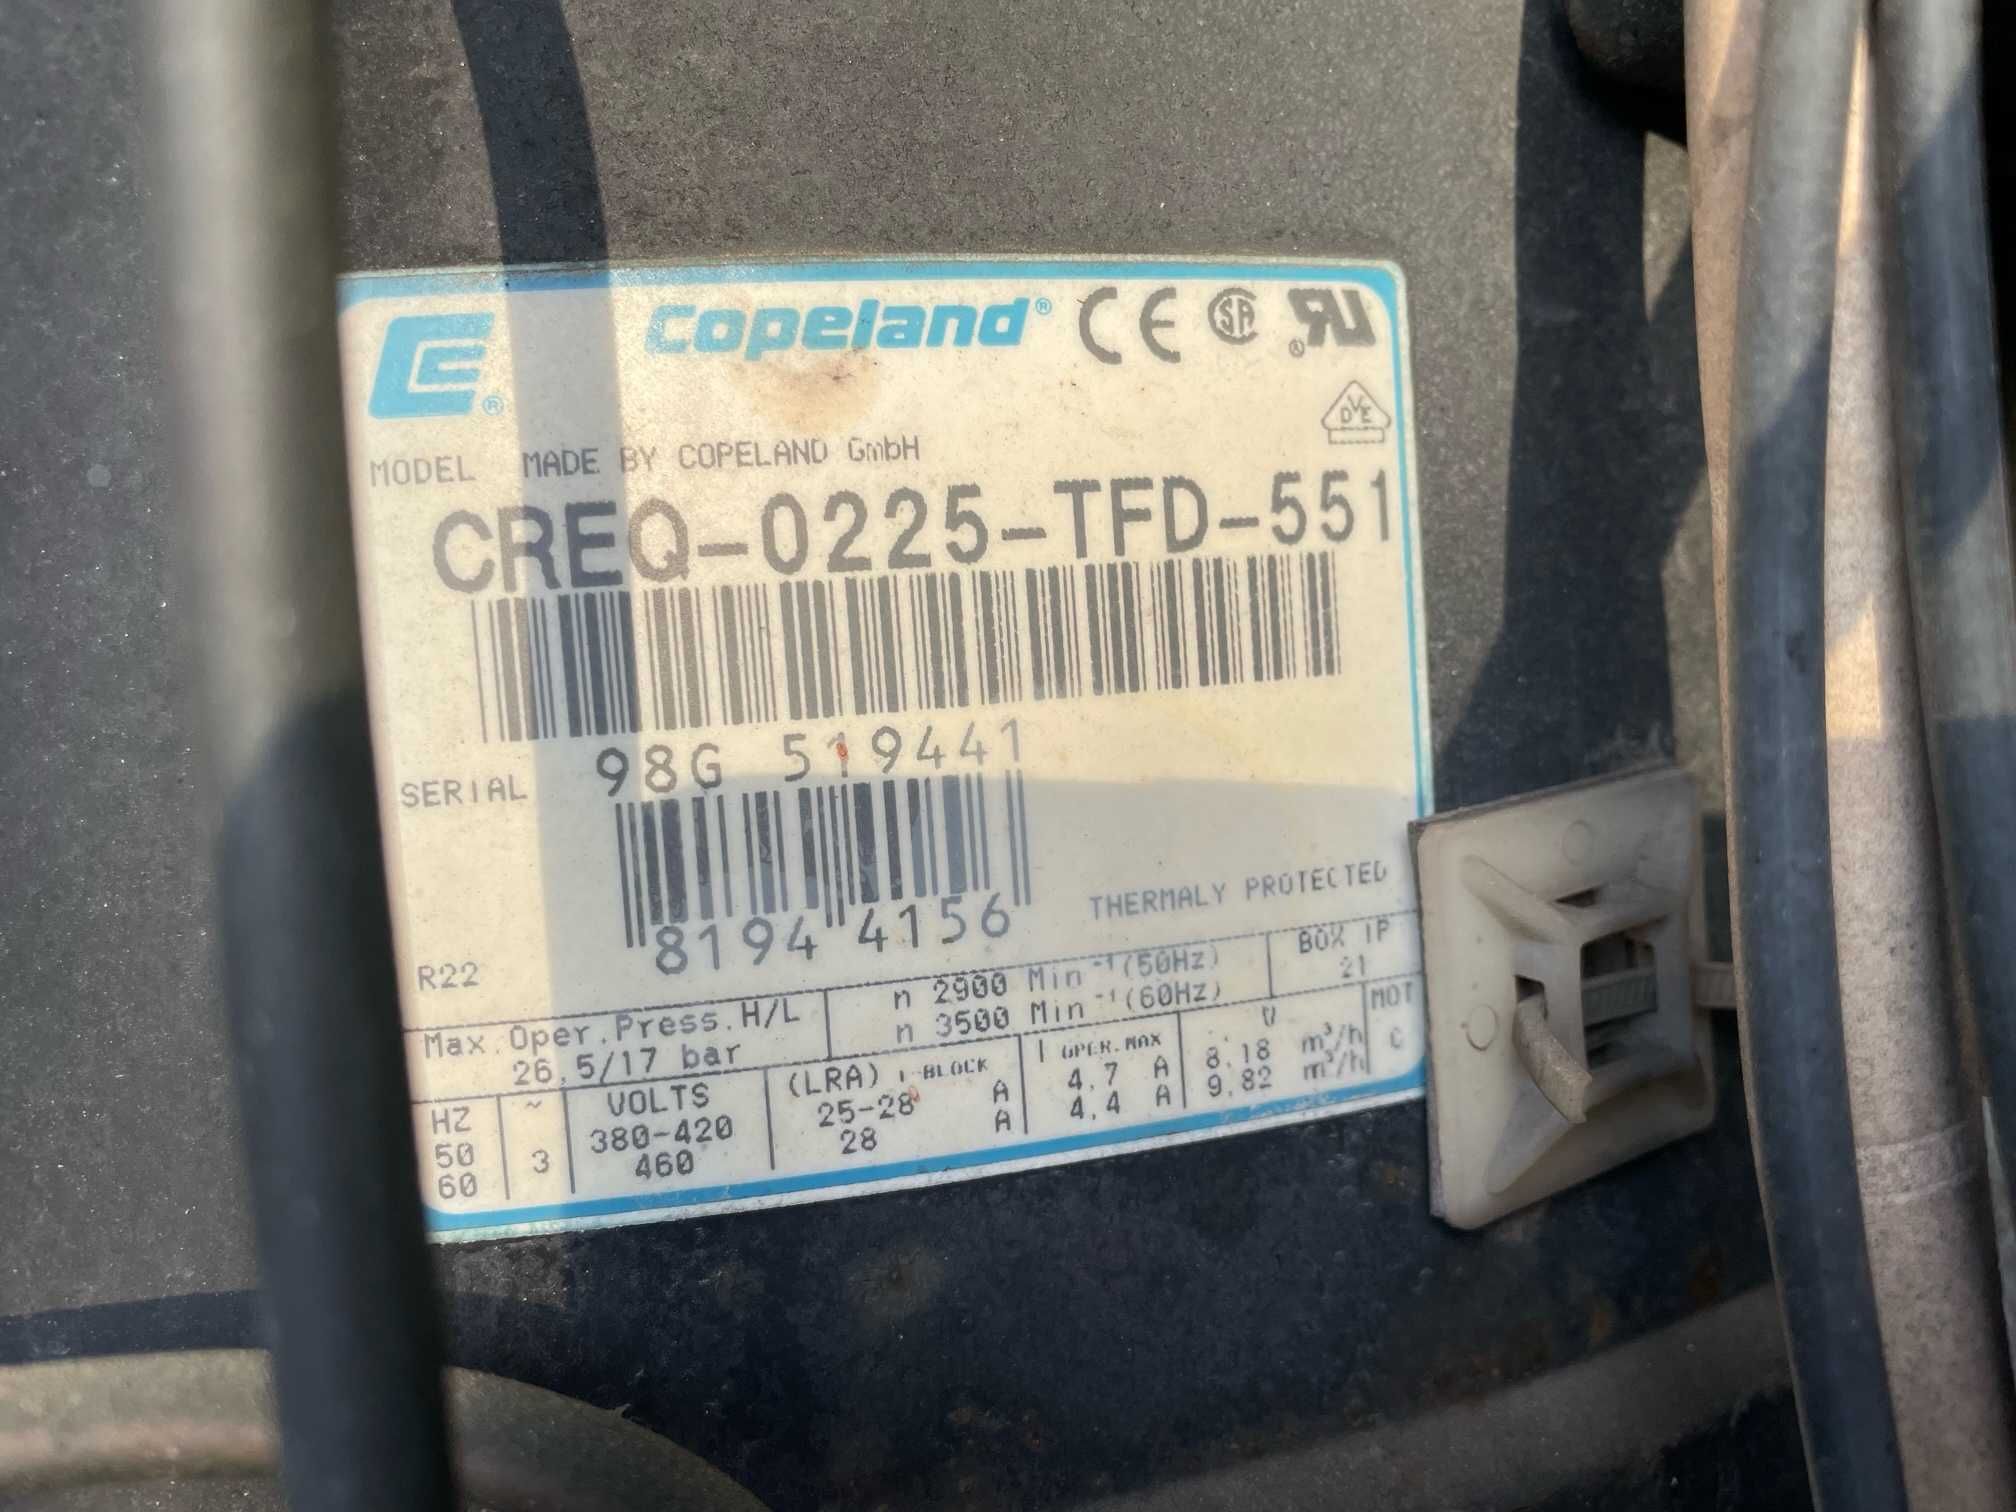 Copeland® CE SA RU®
®
DVE
MODEL MADE BY COPELAND GmbH
CREQ-0225-TFD-551
SERIAL 98G 519441
THERMALY PROTECTED
R22 8194 4156
Max. Oper. Press. H/L
26,5/17 bar
n 2900 Min⁻¹ (50Hz)
n 3500 Min⁻¹ (60Hz)
BOX IP
21
HZ ~ VOLTS (LRA) I-BLOCK I OPER.MAX V MOT
50 380-420 25-28 A 4,7 A 8,18 m³/h C
60 3 460 28 A 4,4 A 9,82 m³/h